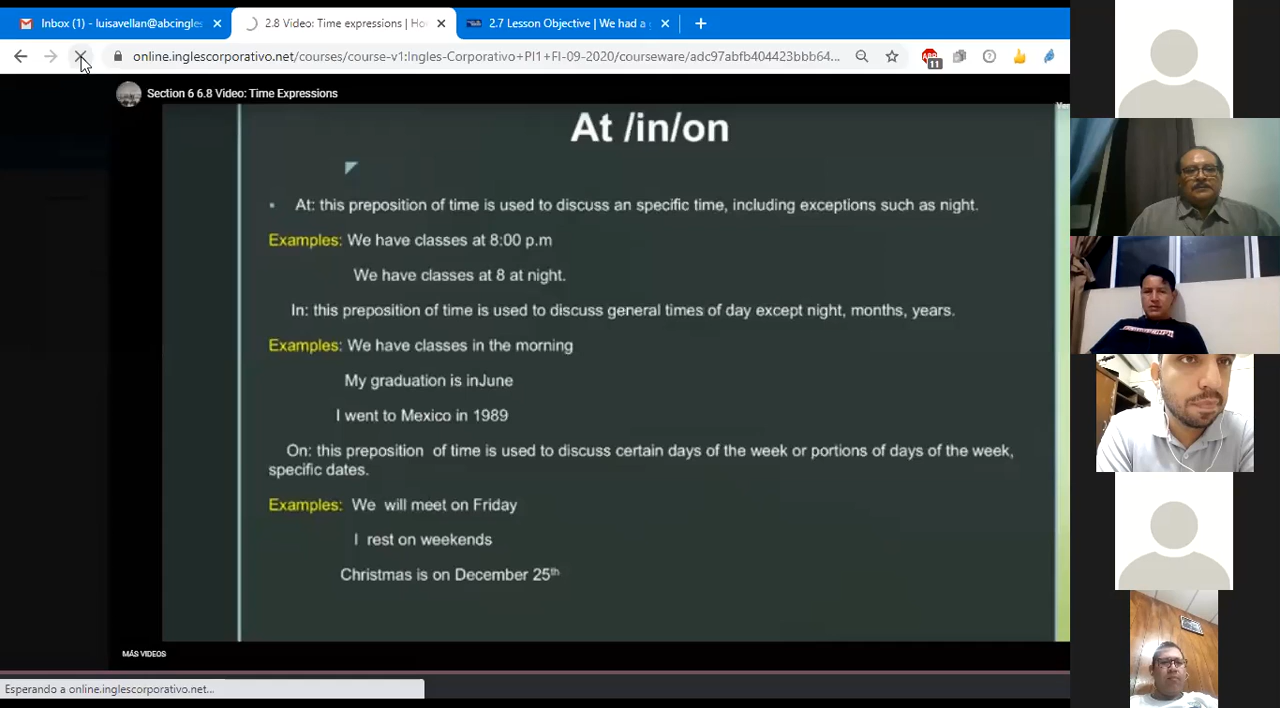 Inbox (1) - luisavellan@abcingles
2.8 Video: Time expressions | Ho
2.7 Lesson Objective | We had a
online.inglescorporativo.net/courses/course-v1:Ingles-Corporativo+PI1+FI-09-2020/courseware/adc97abfb404423bbb64...
11
Section 6 6.8 Video: Time Expressions
At /in/on
At: this preposition of time is used to discuss an specific time, including exceptions such as night.
Examples: We have classes at 8:00 p.m
We have classes at 8 at night.
In: this preposition of time is used to discuss general times of day except night, months, years.
Examples: We have classes in the morning
My graduation is inJune
I went to Mexico in 1989
On: this preposition of time is used to discuss certain days of the week or portions of days of the week,
specific dates.
Examples: We will meet on Friday
I rest on weekends
Christmas is on December 25th
MÁS VIDEOS
Esperando a online.inglescorporativo.net...